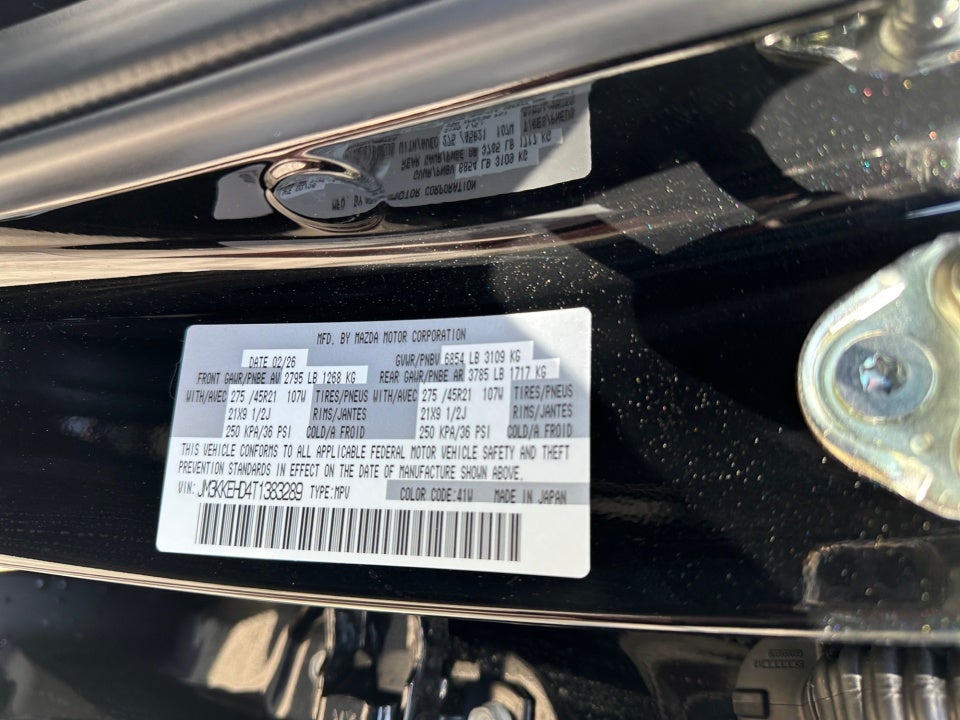 MFD. BY MAZDA MOTOR CORPORATION
DATE 02/26 GVWR/PNBV 6854 LB 3109 KG
FRONT GAWR/PNBE AV 2795 LB 1268 KG REAR GAWR/PNBE AR 3785 LB 1717 KG
WITH/AVEC 275 /45R21 107W TIRES/PNEUS WITH/AVEC 275 /45R21 107W TIRES/PNEUS
21X9 1/2J RIMS/JANTES 21X9 1/2J RIMS/JANTES
250 KPA/36 PSI COLD/A FROID 250 KPA/36 PSI COLD/A FROID
THIS VEHICLE CONFORMS TO ALL APPLICABLE FEDERAL MOTOR VEHICLE SAFETY AND THEFT
PREVENTION STANDARDS IN EFFECT ON THE DATE OF MANUFACTURE SHOWN ABOVE.
VIN: JM3KKEHD4T1383289 TYPE:MPV COLOR CODE:41W MADE IN JAPAN